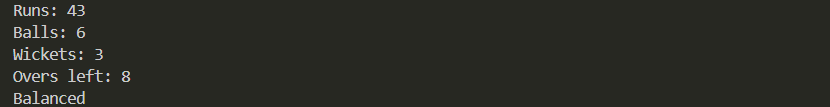 Runs: 43
Balls: 6
Wickets: 3
Overs left: 8
Balanced